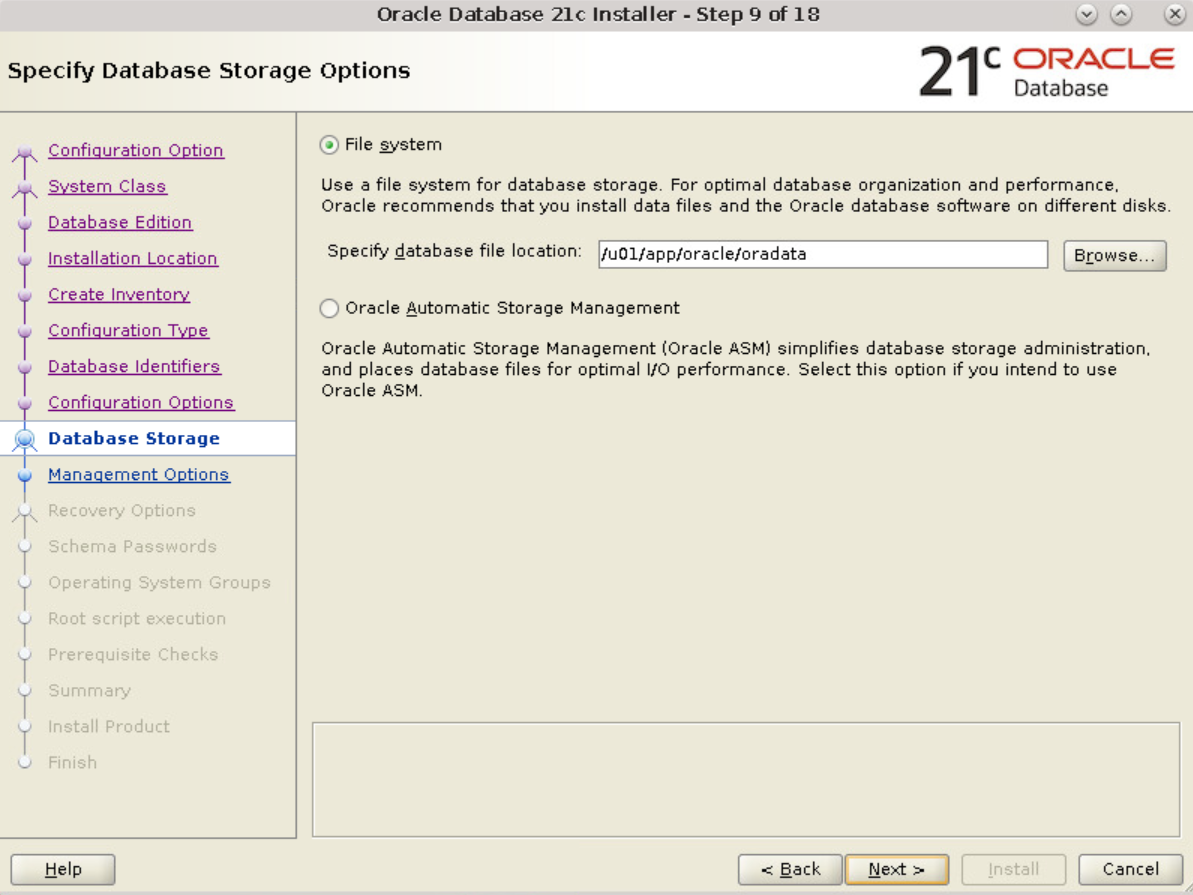 Oracle Database 21c Installer - Step 9 of 18
Specify Database Storage Options
21c ORACLE
Database
Configuration Option
System Class
Database Edition
Installation Location
Create Inventory
Configuration Type
Database Identifiers
Configuration Options
Database Storage
Management Options
Recovery Options
Schema Passwords
Operating System Groups
Root script execution
Prerequisite Checks
Summary
Install Product
Finish
File system
Use a file system for database storage. For optimal database organization and performance,
Oracle recommends that you install data files and the Oracle database software on different disks.
Specify database file location: /u01/app/oracle/oradata Browse...
Oracle Automatic Storage Management
Oracle Automatic Storage Management (Oracle ASM) simplifies database storage administration,
and places database files for optimal I/O performance. Select this option if you intend to use
Oracle ASM.
Help < Back Next > Install Cancel